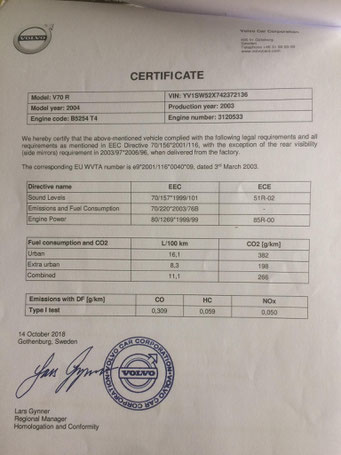 VOLVO
Volvo Car Corporation
Sweden
CERTIFICATE
Model: V70 R VIN: YV1SW52X742372136
Model year: 2004 Production year: 2003
Engine code: B5254 T4 Engine number: 3120533
We hereby certify that the above-mentioned vehicle complied with the following legal requirements and all
requirements as mentioned in EEC Directive 70/156*2001/116, with the exception of the rear visibility
(side mirrors) requirement in 2003/97*2006/96, when delivered from the factory.
The corresponding EU WVTA number is e9*2001/116*0040*09, dated 3rd March 2003.
Directive name EEC ECE
Sound Levels 70/157*1999/101 51R-02
Emissions and Fuel Consumption 70/220*2003/76B -
Engine Power 80/1269*1999/99 85R-00
Fuel consumption and CO2 L/100 km CO2 [g/km]
Urban 16,1 382
Extra urban 8,3 198
Combined 11,1 266
Emissions with DF [g/km] CO HC NOx
Type I test 0,309 0,059 0,050
14 October 2018
Gothenburg, Sweden
Lars Gynner
VOLVO CAR CORPORATION
VOLVO
VOLVO CAR CORPORATION
Lars Gynner
Regional Manager
Homologation and Conformity